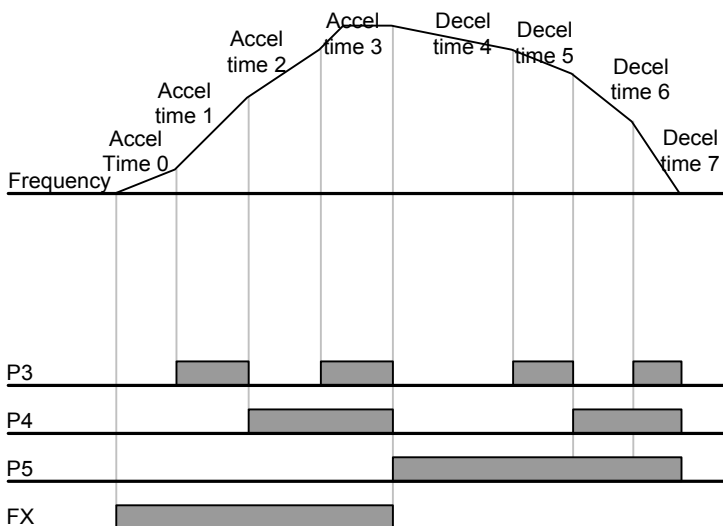 Accel
time 3
Decel
time 4
Decel
time 5
Accel
time 2
Decel
time 6
Accel
time 1
Accel
Time 0
Decel
time 7
Frequency
P3
P4
P5
FX